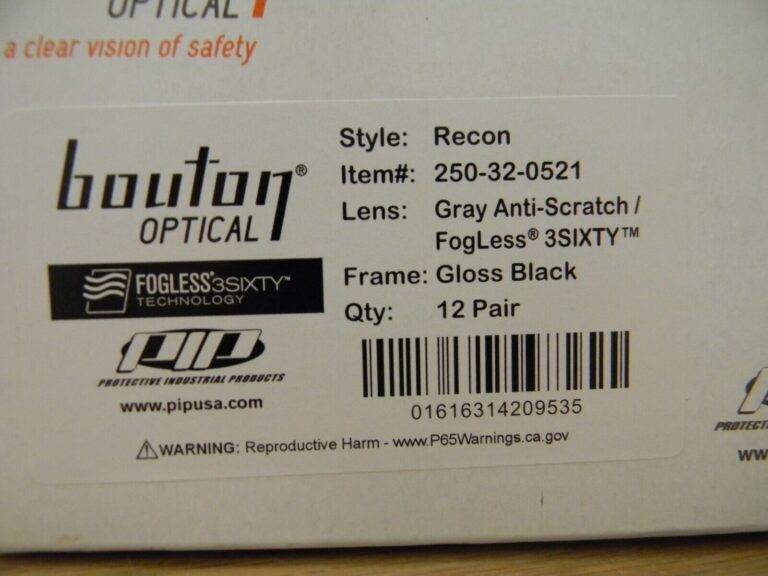 OPTICAL
a clear vision of safety
bouton®
OPTICAL
FOGLESS®3SIXTY™
TECHNOLOGY
PIP
PROTECTIVE INDUSTRIAL PRODUCTS
www.pipusa.com
Style: Recon
Item#: 250-32-0521
Lens: Gray Anti-Scratch /
FogLess® 3SIXTY™
Frame: Gloss Black
Qty: 12 Pair
01616314209535
WARNING: Reproductive Harm - www.P65Warnings.ca.gov